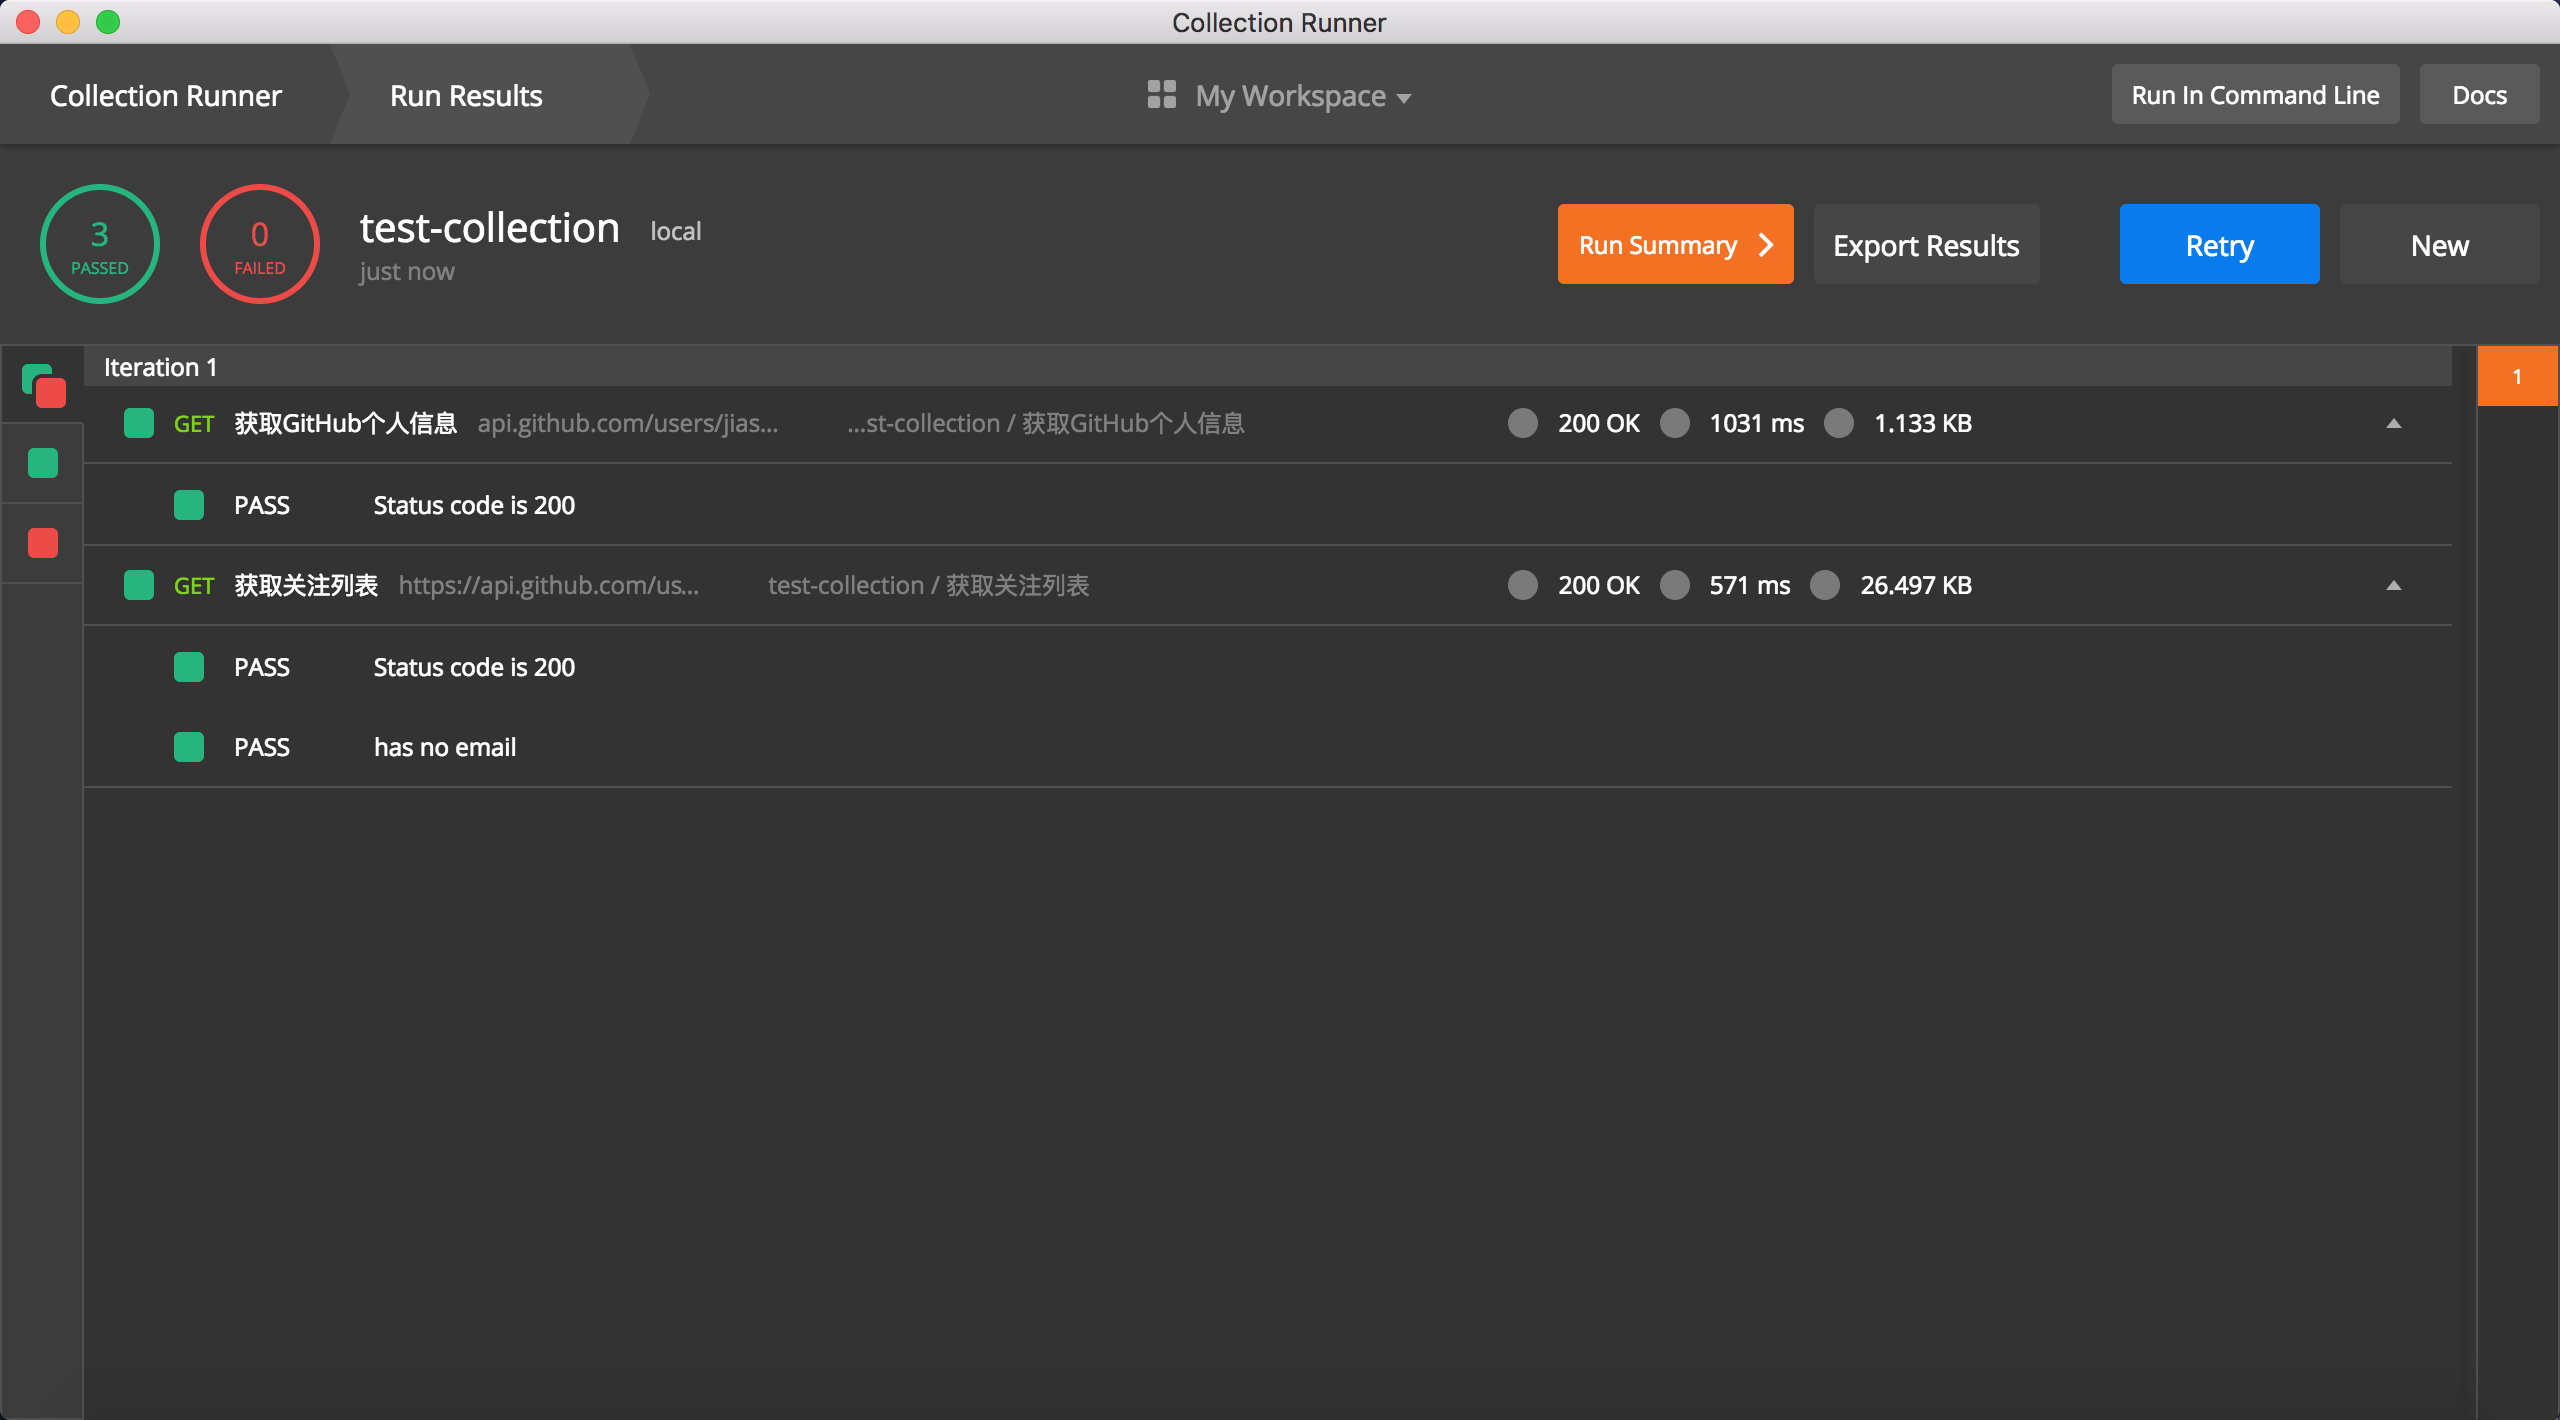 Collection Runner
Collection Runner Run Results My Workspace Run In Command Line Docs
3 PASSED
0 FAILED
test-collection local
just now
Run Summary Export Results Retry New
Iteration 1
1
GET 获取GitHub个人信息 api.github.com/users/jias... ...st-collection / 获取GitHub个人信息 200 OK 1031 ms 1.133 KB
PASS Status code is 200
GET 获取关注列表 https://api.github.com/us... test-collection / 获取关注列表 200 OK 571 ms 26.497 KB
PASS Status code is 200
PASS has no email